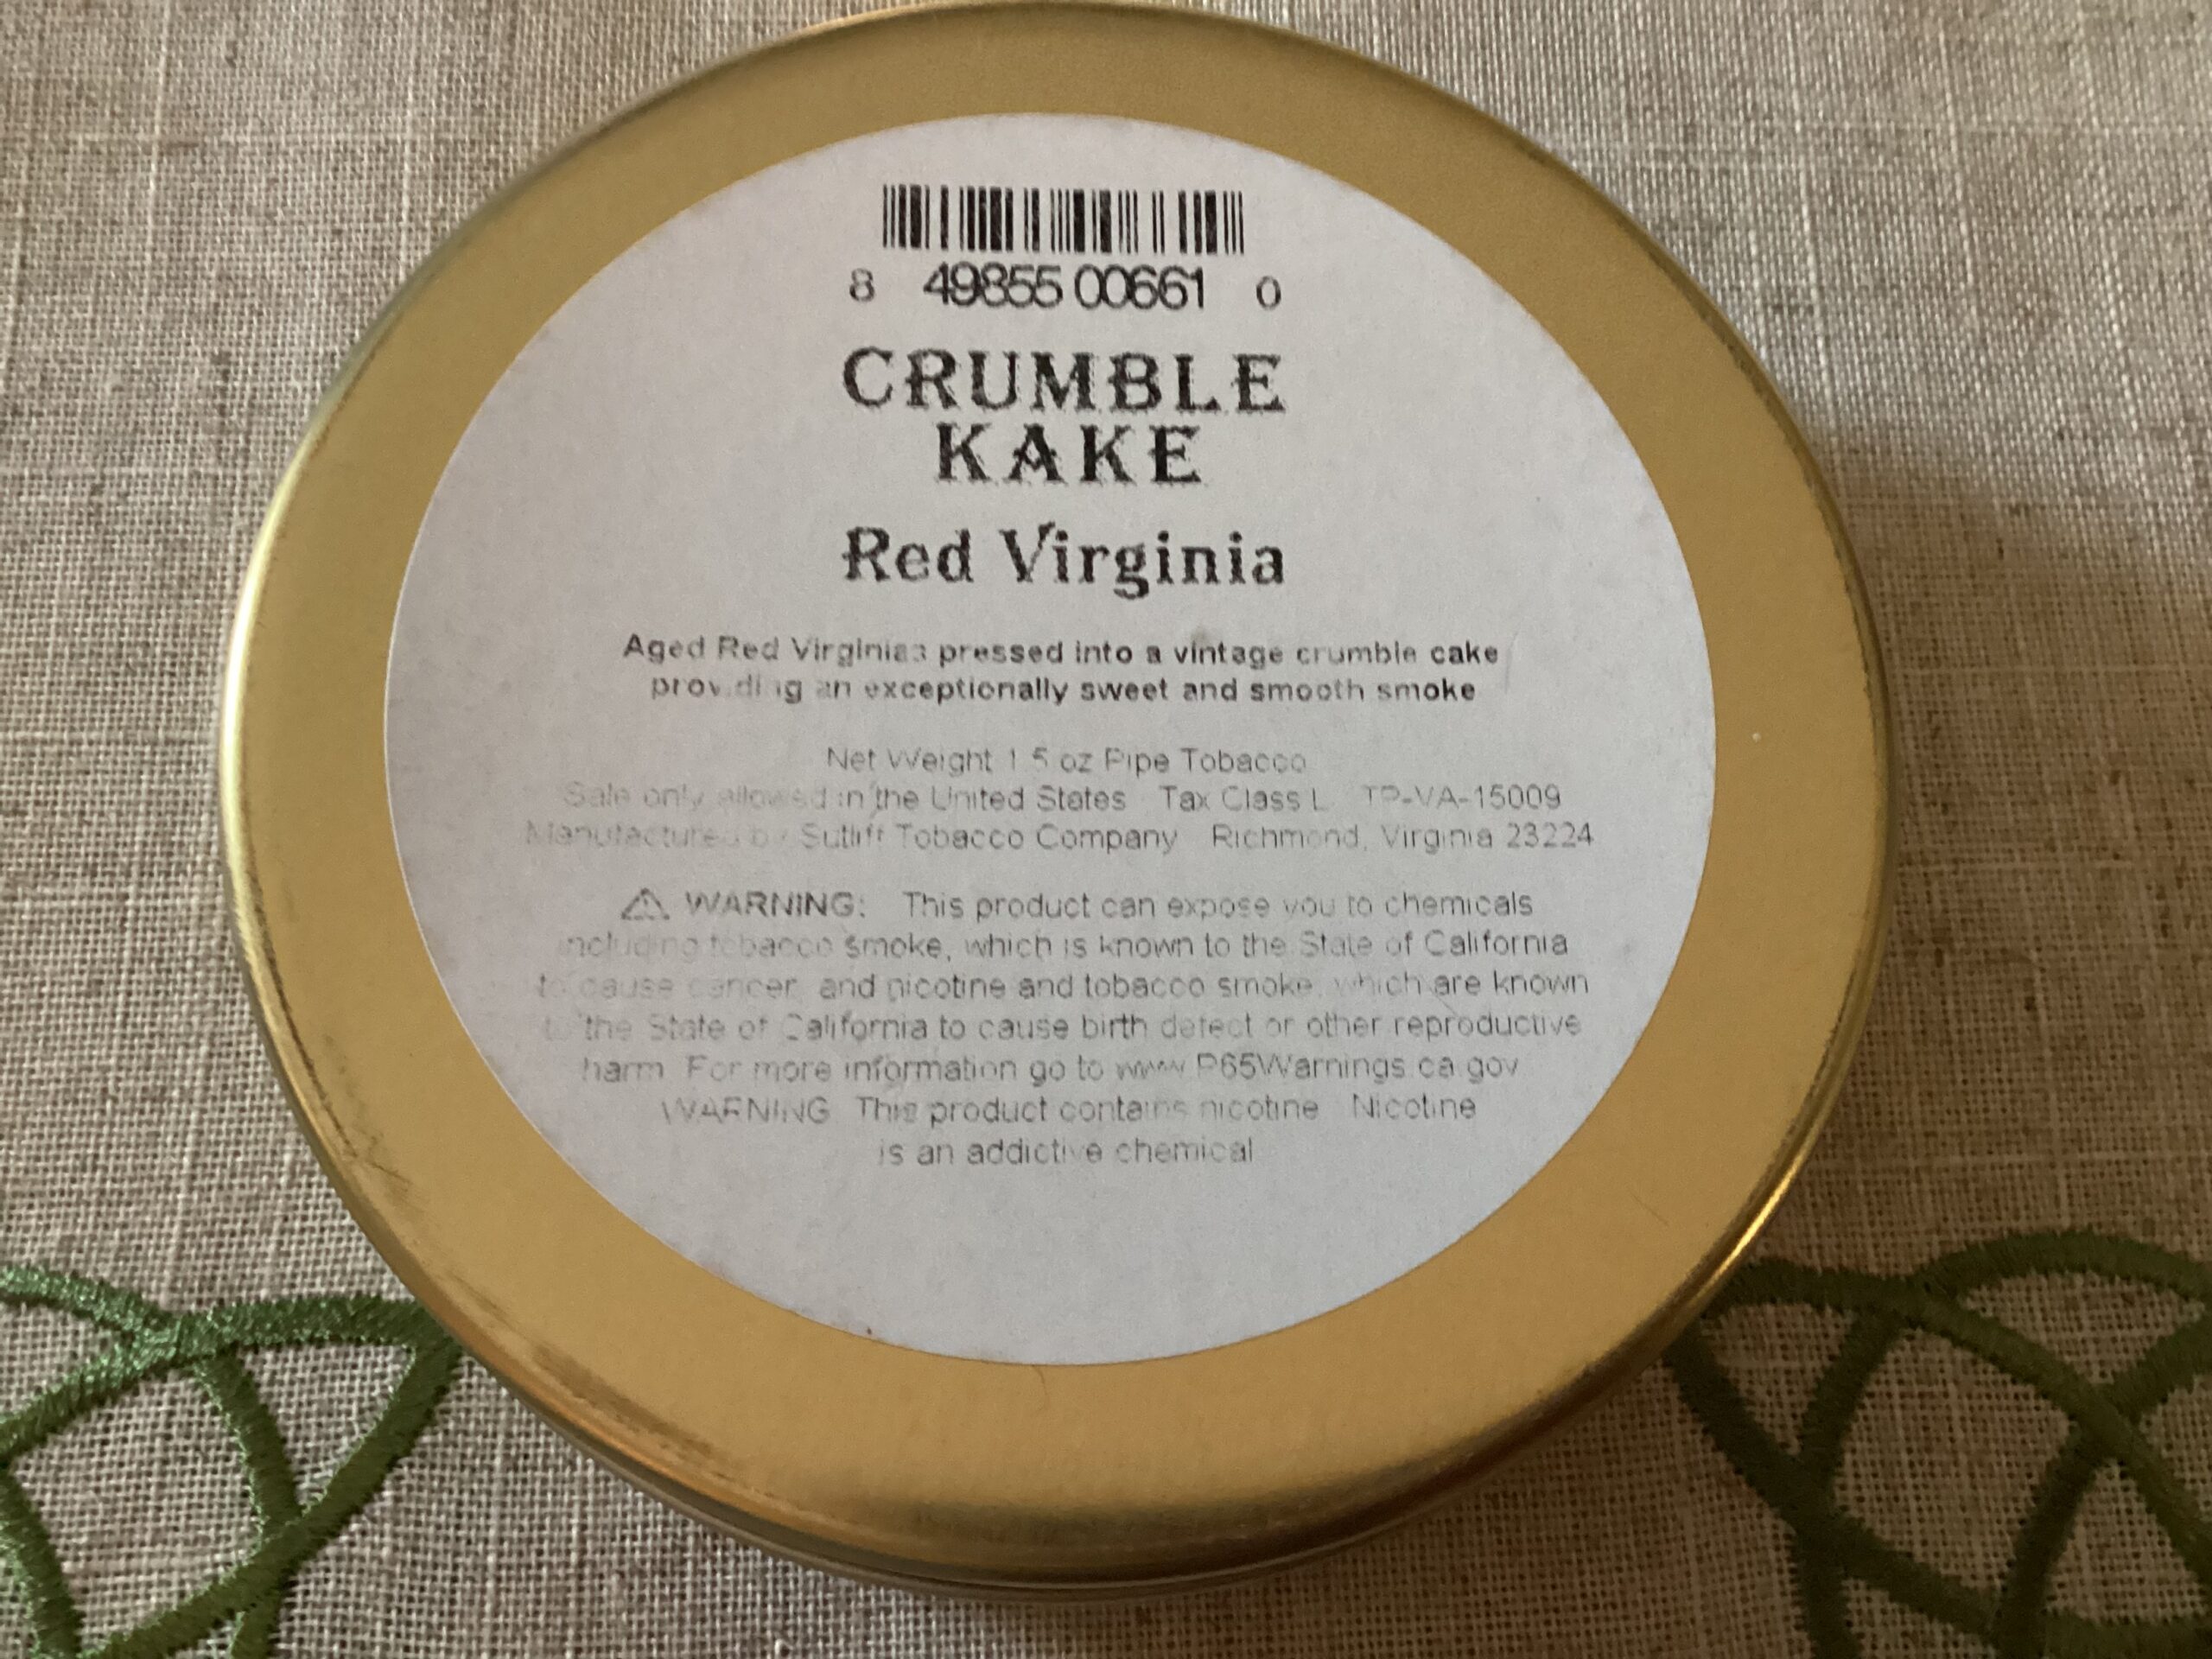 8 49855 00661 0
CRUMBLE
KAKE
Red Virginia
Aged Red Virginias pressed into a vintage crumble cake
providing an exceptionally sweet and smooth smoke
Net Weight 1.5 oz Pipe Tobacco
Sale only allowed in the United States Tax Class L TP-VA-15009
Manufactured by Sutliff Tobacco Company Richmond, Virginia 23224
⚠ WARNING: This product can expose you to chemicals
including tobacco smoke, which is known to the State of California
to cause cancer, and nicotine and tobacco smoke, which are known
to the State of California to cause birth defect or other reproductive
harm. For more information go to www.P65Warnings.ca.gov
WARNING: This product contains nicotine. Nicotine
is an addictive chemical.